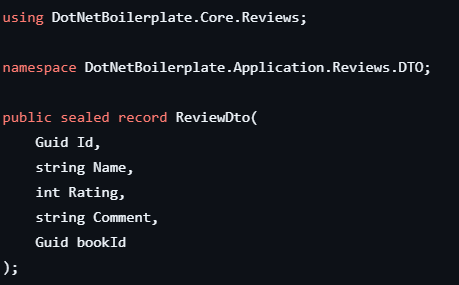 using DotNetBoilerplate.Core.Reviews;
namespace DotNetBoilerplate.Application.Reviews.DTO;
public sealed record ReviewDto(
Guid Id,
string Name,
int Rating,
string Comment,
Guid bookId
);